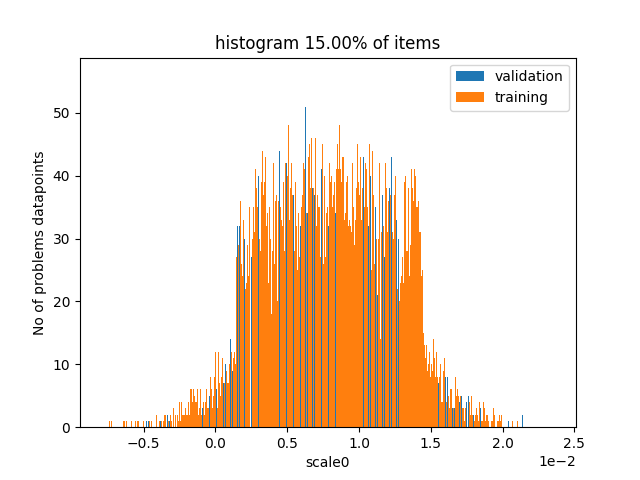 histogram 15.00% of items
validation
training
No of problems datapoints
50
40
30
20
10
0
−0.5
0.0
0.5
1.0
1.5
2.0
2.5
1e−2
scale0